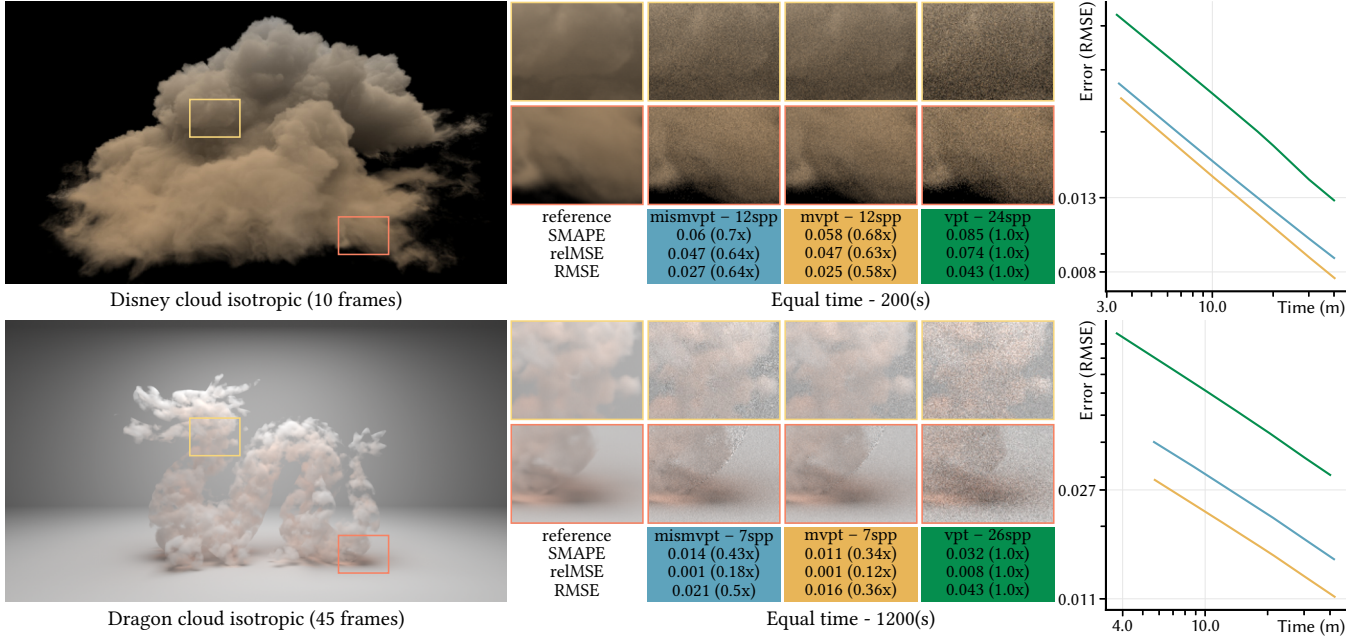 reference mismvpt – 12spp mvpt – 12spp vpt – 24spp
SMAPE 0.06 (0.7x) 0.058 (0.68x) 0.085 (1.0x)
relMSE 0.047 (0.64x) 0.047 (0.63x) 0.074 (1.0x)
RMSE 0.027 (0.64x) 0.025 (0.58x) 0.043 (1.0x)
Disney cloud isotropic (10 frames)
Equal time - 200(s)
Error (RMSE)
0.013
0.008
3.0 10.0 Time (m)
reference mismvpt – 7spp mvpt – 7spp vpt – 26spp
SMAPE 0.014 (0.43x) 0.011 (0.34x) 0.032 (1.0x)
relMSE 0.001 (0.18x) 0.001 (0.12x) 0.008 (1.0x)
RMSE 0.021 (0.5x) 0.016 (0.36x) 0.043 (1.0x)
Dragon cloud isotropic (45 frames)
Equal time - 1200(s)
Error (RMSE)
0.027
0.011
4.0 10.0 Time (m)